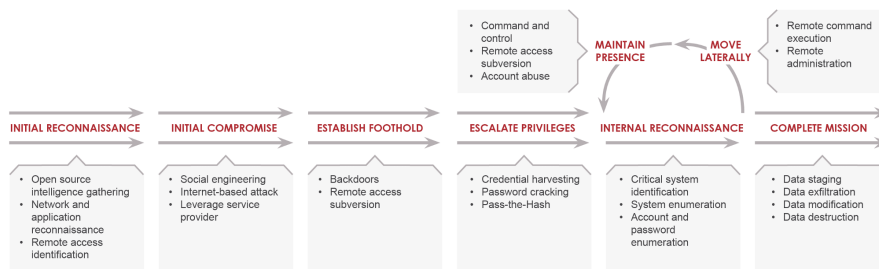 • Command and
control
• Remote access
subversion
• Account abuse
MAINTAIN
PRESENCE
MOVE
LATERALLY
• Remote command
execution
• Remote
administration
INITIAL RECONNAISSANCE
INITIAL COMPROMISE
ESTABLISH FOOTHOLD
ESCALATE PRIVILEGES
INTERNAL RECONNAISSANCE
COMPLETE MISSION
• Open source
intelligence gathering
• Network and
application
reconnaissance
• Remote access
identification
• Social engineering
• Internet-based attack
• Leverage service
provider
• Backdoors
• Remote access
subversion
• Credential harvesting
• Password cracking
• Pass-the-Hash
• Critical system
identification
• System enumeration
• Account and
password
enumeration
• Data staging
• Data exfiltration
• Data modification
• Data destruction